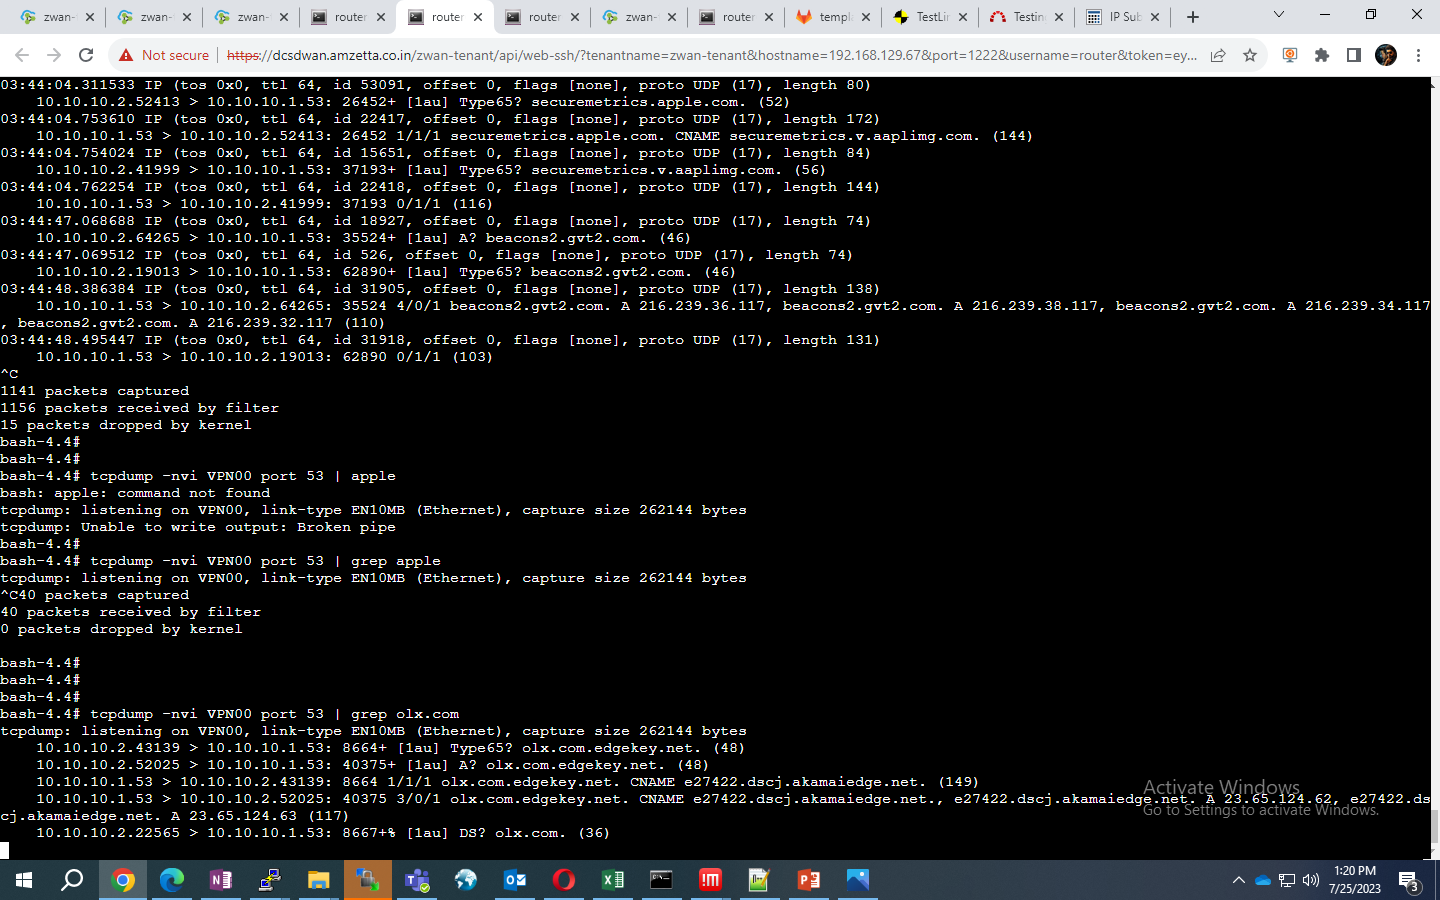 zwan-
zwan-
zwan-
router
router
router
zwan-
router
templ
TestLin
Testin
IP Sub
Not secure
https://dcsdwan.amzetta.co.in/zwan-tenant/api/web-ssh/?tenantname=zwan-tenant&hostname=192.168.129.67&port=1222&username=router&token=ey...
03:44:04.311533 IP (tos 0x0, ttl 64, id 53091, offset 0, flags [none], proto UDP (17), length 80)
10.10.10.2.52413 > 10.10.10.1.53: 26452+ [1au] Type65? securemetrics.apple.com. (52)
03:44:04.753610 IP (tos 0x0, ttl 64, id 22417, offset 0, flags [none], proto UDP (17), length 172)
10.10.10.1.53 > 10.10.10.2.52413: 26452 1/1/1 securemetrics.apple.com. CNAME securemetrics.v.aaplimg.com. (144)
03:44:04.754024 IP (tos 0x0, ttl 64, id 15651, offset 0, flags [none], proto UDP (17), length 84)
10.10.10.2.41999 > 10.10.10.1.53: 37193+ [1au] Type65? securemetrics.v.aaplimg.com. (56)
03:44:04.762254 IP (tos 0x0, ttl 64, id 22418, offset 0, flags [none], proto UDP (17), length 144)
10.10.10.1.53 > 10.10.10.2.41999: 37193 0/1/1 (116)
03:44:47.068688 IP (tos 0x0, ttl 64, id 18927, offset 0, flags [none], proto UDP (17), length 74)
10.10.10.2.64265 > 10.10.10.1.53: 35524+ [1au] A? beacons2.gvt2.com. (46)
03:44:47.069512 IP (tos 0x0, ttl 64, id 526, offset 0, flags [none], proto UDP (17), length 74)
10.10.10.2.19013 > 10.10.10.1.53: 62890+ [1au] Type65? beacons2.gvt2.com. (46)
03:44:48.386384 IP (tos 0x0, ttl 64, id 31905, offset 0, flags [none], proto UDP (17), length 138)
10.10.10.1.53 > 10.10.10.2.64265: 35524 4/0/1 beacons2.gvt2.com. A 216.239.36.117, beacons2.gvt2.com. A 216.239.38.117, beacons2.gvt2.com. A 216.239.34.117
, beacons2.gvt2.com. A 216.239.32.117 (110)
03:44:48.495447 IP (tos 0x0, ttl 64, id 31918, offset 0, flags [none], proto UDP (17), length 131)
10.10.10.1.53 > 10.10.10.2.19013: 62890 0/1/1 (103)
^C
1141 packets captured
1156 packets received by filter
15 packets dropped by kernel
bash-4.4#
bash-4.4#
bash-4.4# tcpdump -nvi VPN00 port 53 | apple
bash: apple: command not found
tcpdump: listening on VPN00, link-type EN10MB (Ethernet), capture size 262144 bytes
tcpdump: Unable to write output: Broken pipe
bash-4.4#
bash-4.4# tcpdump -nvi VPN00 port 53 | grep apple
tcpdump: listening on VPN00, link-type EN10MB (Ethernet), capture size 262144 bytes
^C40 packets captured
40 packets received by filter
0 packets dropped by kernel
bash-4.4#
bash-4.4#
bash-4.4#
bash-4.4# tcpdump -nvi VPN00 port 53 | grep olx.com
tcpdump: listening on VPN00, link-type EN10MB (Ethernet), capture size 262144 bytes
10.10.10.2.43139 > 10.10.10.1.53: 8664+ [1au] Type65? olx.com.edgekey.net. (48)
10.10.10.2.52025 > 10.10.10.1.53: 40375+ [1au] A? olx.com.edgekey.net. (48)
10.10.10.1.53 > 10.10.10.2.43139: 8664 1/1/1 olx.com.edgekey.net. CNAME e27422.dscj.akamaiedge.net. (149)
10.10.10.1.53 > 10.10.10.2.52025: 40375 3/0/1 olx.com.edgekey.net. CNAME e27422.dscj.akamaiedge.net., e27422.dscj.akamaiedge.net. A 23.65.124.62, e27422.ds
cj.akamaiedge.net. A 23.65.124.63 (117)
10.10.10.2.22565 > 10.10.10.1.53: 8667+% [1au] DS? olx.com. (36)
Activate Windows
Go to Settings to activate Windows.
1:20 PM
7/25/2023
3